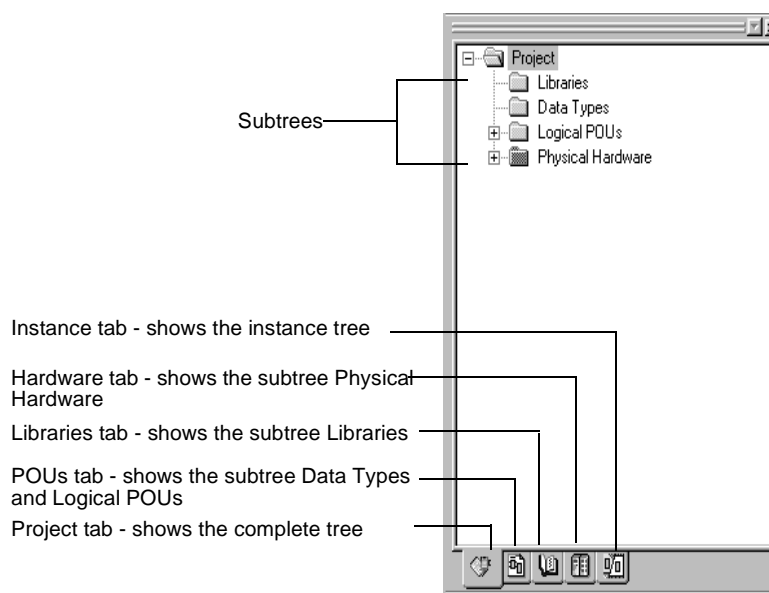 Project
Libraries
Data Types
Logical POUs
Physical Hardware
Subtrees
Instance tab - shows the instance tree
Hardware tab - shows the subtree Physical
Hardware
Libraries tab - shows the subtree Libraries
POUs tab - shows the subtree Data Types
and Logical POUs
Project tab - shows the complete tree